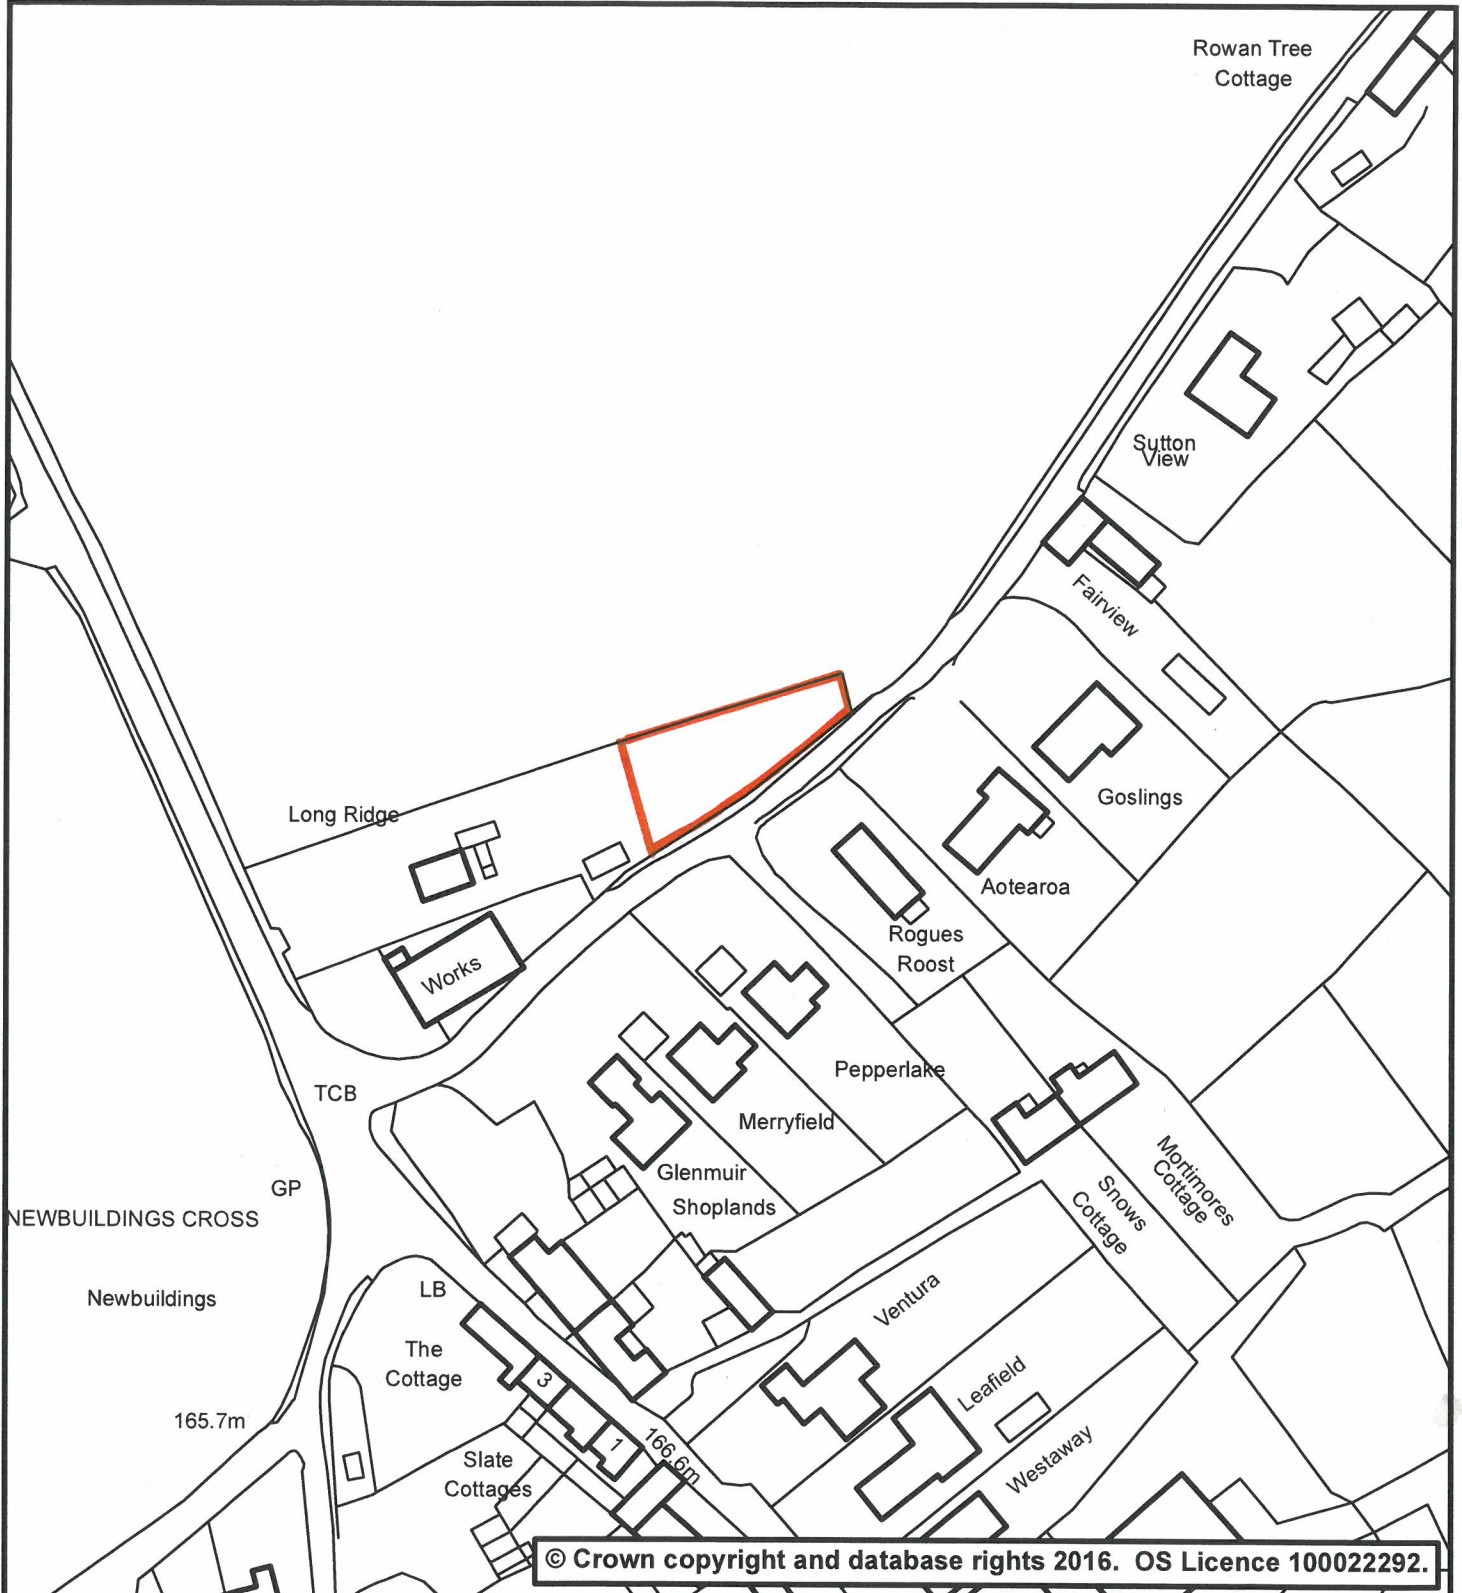 Rowan Tree
Cottage
Sutton
View
Fairview
Goslings
Long Ridge
Aotearoa
Rogues
Roost
Works
Pepperlake
TCB
Merryfield
Glenmuir
Shoplands
Mortimores
Cottage
Snows
Cottage
GP
NEWBUILDINGS CROSS
Newbuildings
LB
Ventura
The
Cottage
3
Leafield
165.7m
1
166.6m
Westaway
Slate
Cottages
© Crown copyright and database rights 2016. OS Licence 100022292.